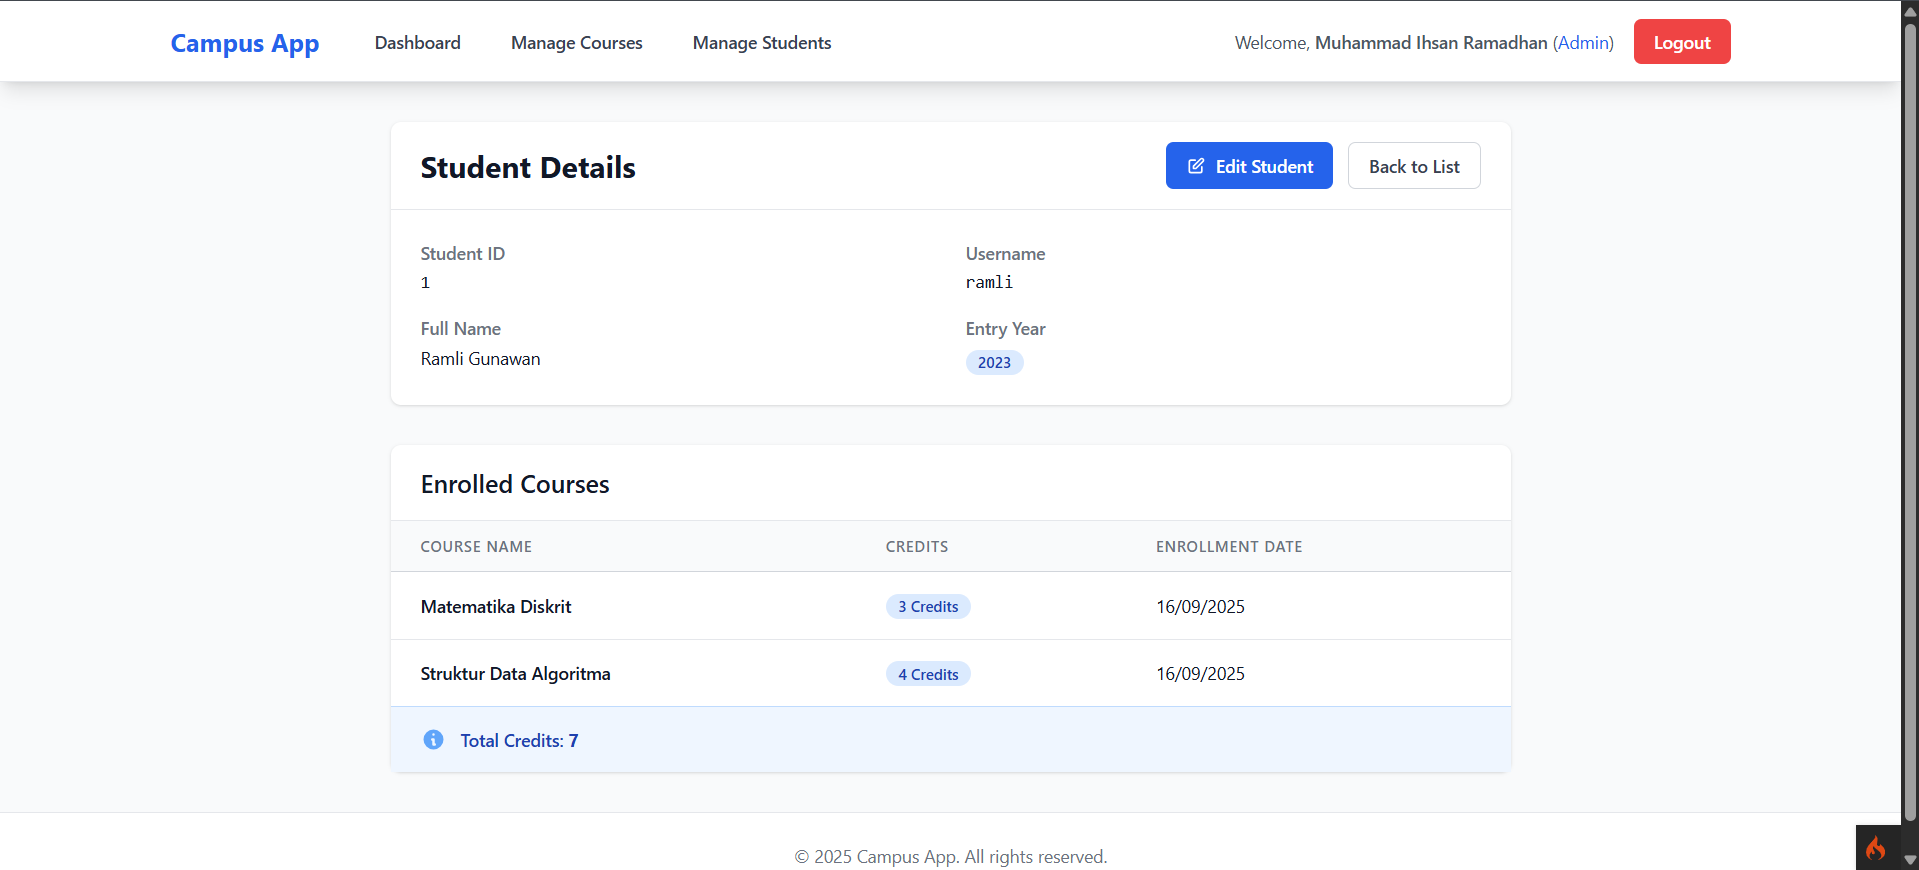 Campus App Dashboard Manage Courses Manage Students Welcome, Muhammad Ihsan Ramadhan (Admin) Logout
Student Details Edit Student Back to List
Student ID Username
1 ramli
Full Name Entry Year
Ramli Gunawan 2023
Enrolled Courses
COURSE NAME CREDITS ENROLLMENT DATE
Matematika Diskrit 3 Credits 16/09/2025
Struktur Data Algoritma 4 Credits 16/09/2025
Total Credits: 7
© 2025 Campus App. All rights reserved.